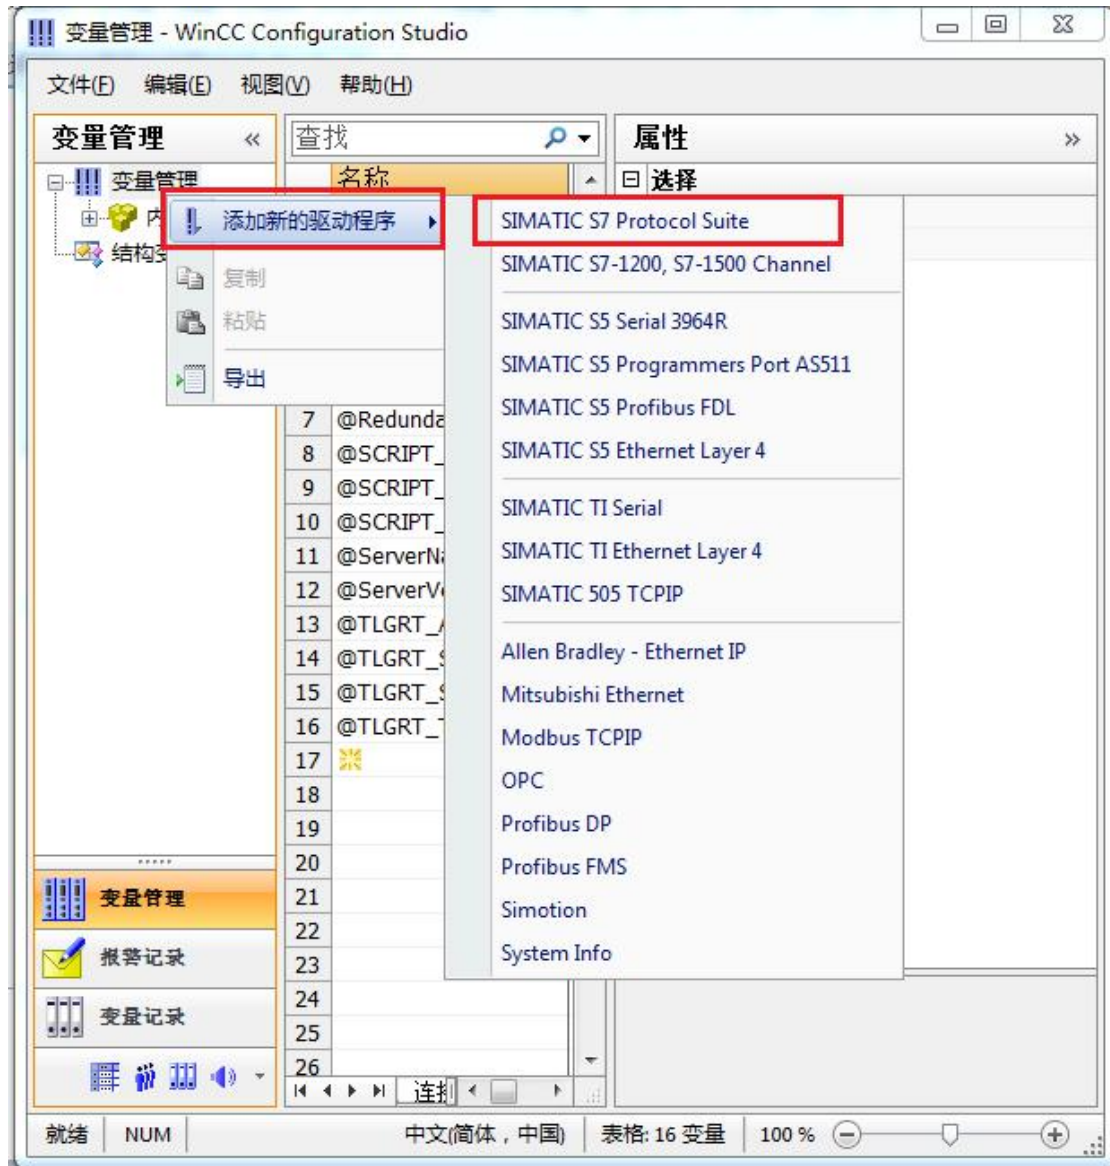 变量管理 - WinCC Configuration Studio
文件(F) 编辑(E) 视图(V) 帮助(H)
变量管理 «
查找
属性 »
变量管理
名称
选择
内
结构变
添加新的驱动程序
复制
粘贴
导出
SIMATIC S7 Protocol Suite
SIMATIC S7-1200, S7-1500 Channel
SIMATIC S5 Serial 3964R
SIMATIC S5 Programmers Port AS511
SIMATIC S5 Profibus FDL
SIMATIC S5 Ethernet Layer 4
SIMATIC TI Serial
SIMATIC TI Ethernet Layer 4
SIMATIC 505 TCPIP
Allen Bradley - Ethernet IP
Mitsubishi Ethernet
Modbus TCPIP
OPC
Profibus DP
Profibus FMS
Simotion
System Info
7 @Redunda
8 @SCRIPT_
9 @SCRIPT_
10 @SCRIPT_
11 @ServerNa
12 @ServerVe
13 @TLGRT_A
14 @TLGRT_S
15 @TLGRT_S
16 @TLGRT_T
17
18
19
20
21
22
23
24
25
26
变量管理
报警记录
变量记录
连接
就绪 NUM 中文(简体，中国) 表格: 16 变量 100 %